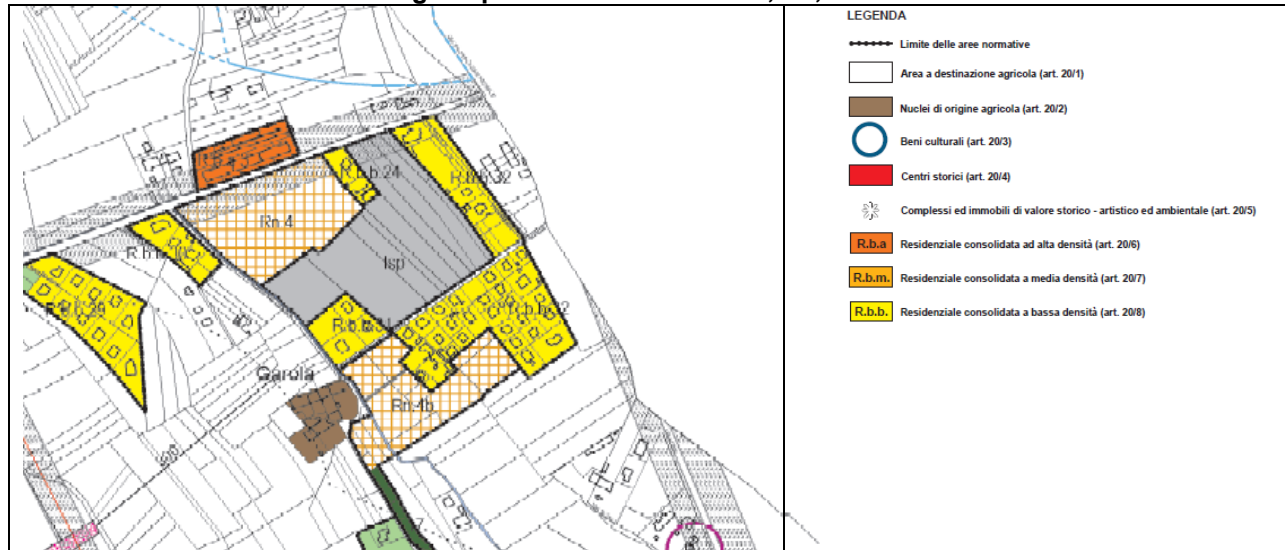 LEGENDA
Limite delle aree normative
Area a destinazione agricola (art. 20/1)
Nuclei di origine agricola (art. 20/2)
Beni culturali (art. 20/3)
Centri storici (art. 20/4)
Complessi ed immobili di valore storico - artistico ed ambientale (art. 20/5)
R.b.a Residenziale consolidata ad alta densità (art. 20/6)
R.b.m. Residenziale consolidata a media densità (art. 20/7)
R.b.b. Residenziale consolidata a bassa densità (art. 20/8)
R.b.b.24
Rn 4
Isp
Garola
Rn.4b